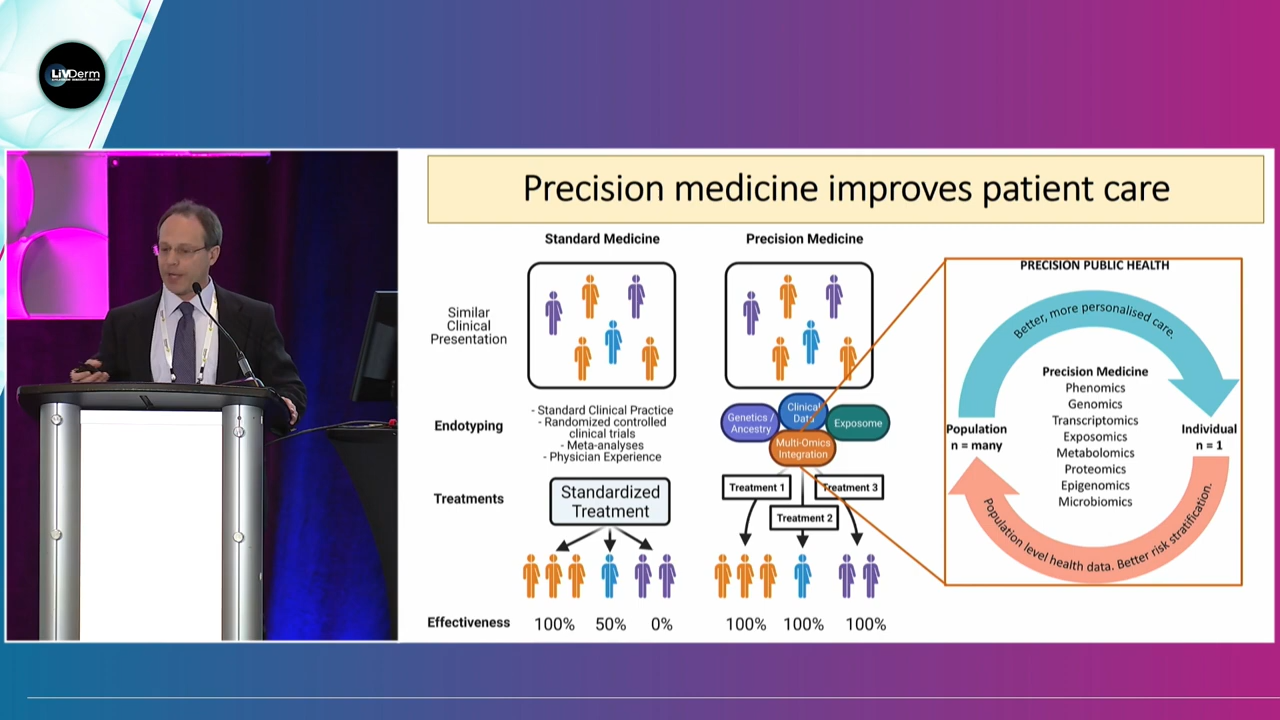 LiVDerm
Precision medicine improves patient care
Standard Medicine
Precision Medicine
Similar
Clinical
Presentation
Endotyping
- Standard Clinical Practice
- Randomized controlled
clinical trials
- Meta-analyses
- Physician Experience
Genetics /
Ancestry
Clinical
Data
Exposome
Multi-Omics
Integration
Treatments
Standardized
Treatment
Treatment 1
Treatment 2
Treatment 3
Effectiveness
100%
50%
0%
100%
100%
100%
PRECISION PUBLIC HEALTH
Better, more personalised care.
Precision Medicine
Phenomics
Genomics
Transcriptomics
Exposomics
Metabolomics
Proteomics
Epigenomics
Microbiomics
Population
n = many
Individual
n = 1
Population level health data. Better risk stratification.